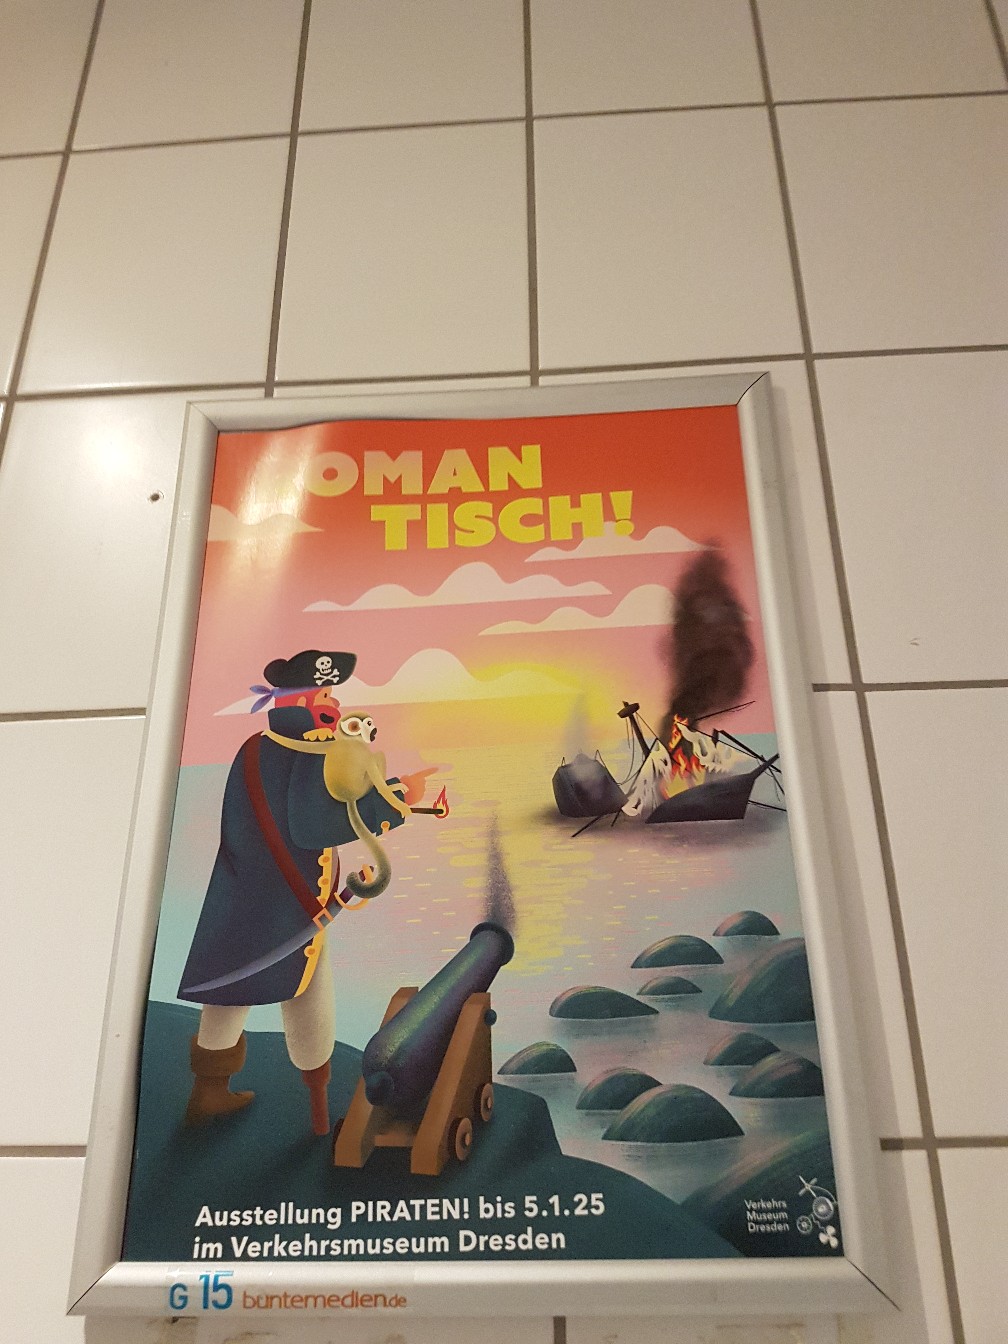 OMAN
TISCH!
Ausstellung PIRATEN! bis 5.1.25
im Verkehrsmuseum Dresden
Verkehrs
Museum
Dresden
G 15 buntemedien.de